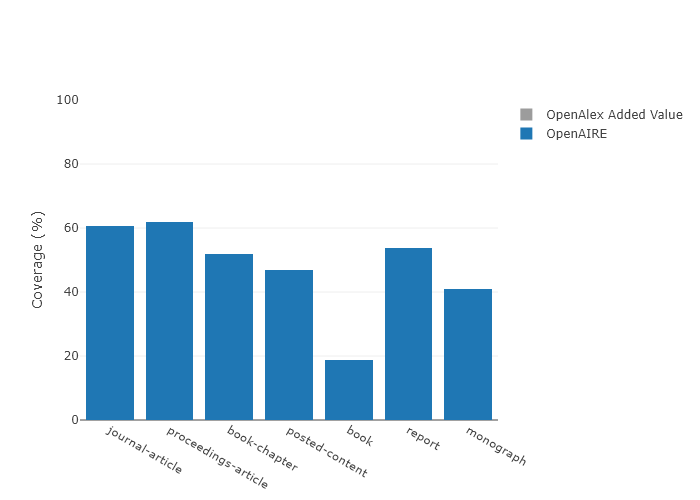 100
80
60
40
20
0
Coverage (%)
journal-article
proceedings-article
book-chapter
posted-content
book
report
monograph
OpenAlex Added Value
OpenAIRE